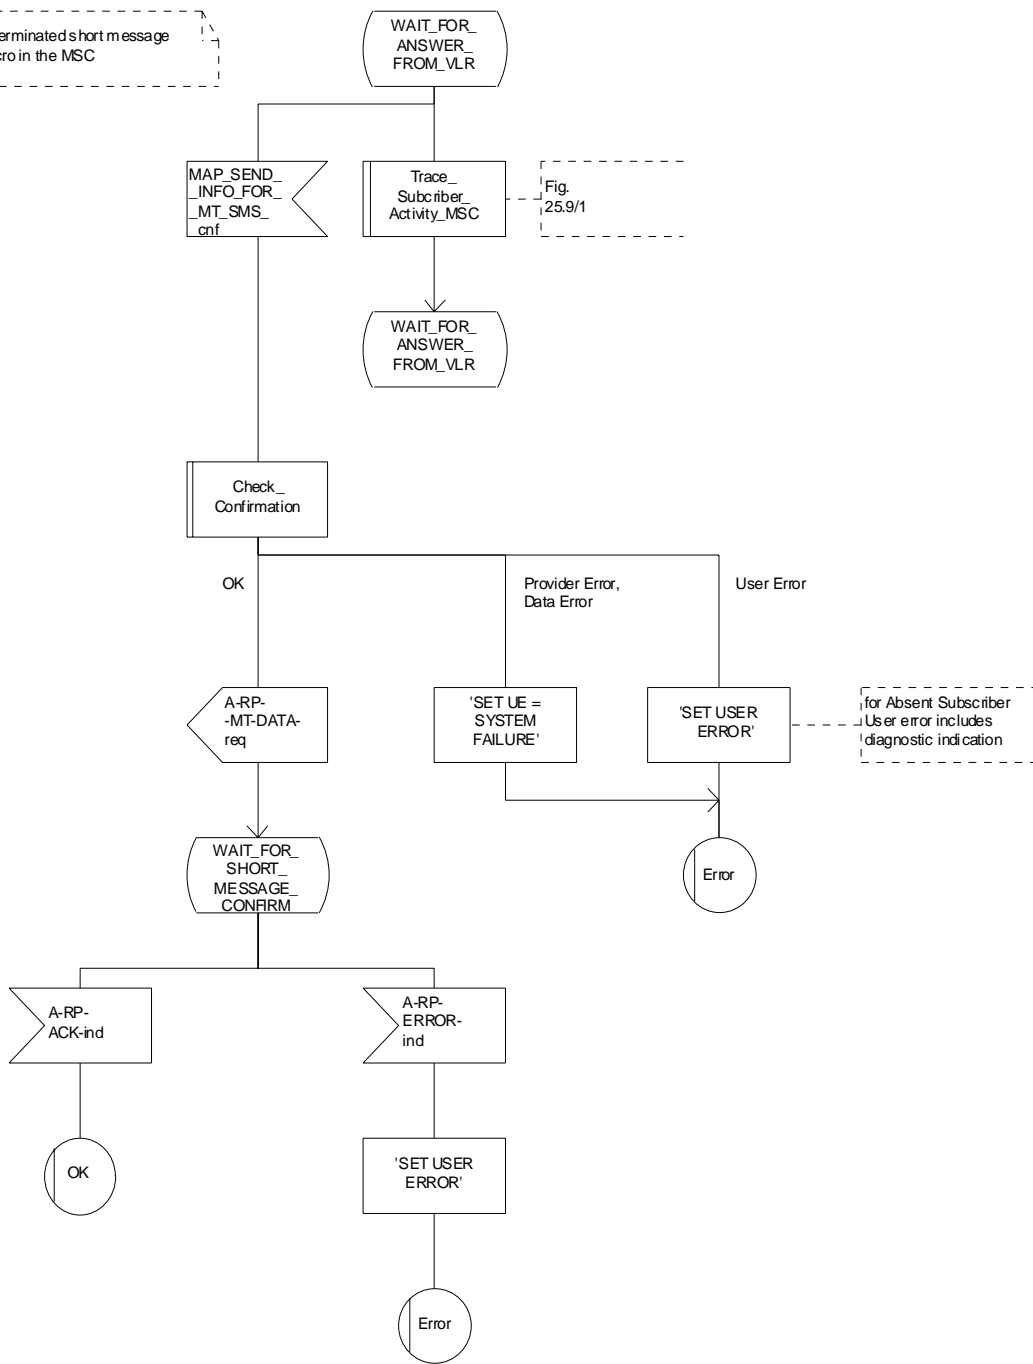 erminated short message
cro in the MSC
WAIT_FOR_
ANSWER_
FROM_VLR
MAP_SEND_
_INFO_FOR_
_MT_SMS_
cnf
Trace_
Subcriber_
Activity_MSC
Fig.
25.9/1
WAIT_FOR_
ANSWER_
FROM_VLR
Check_
Confirmation
OK
Provider Error,
Data Error
User Error
A-RP-
-MT-DATA-
req
'SET UE =
SYSTEM
FAILURE'
'SET USER
ERROR'
for Absent Subscriber
User error includes
diagnostic indication
WAIT_FOR_
SHORT_
MESSAGE_
CONFIRM
Error
A-RP-
ACK-ind
A-RP-
ERROR-
ind
OK
'SET USER
ERROR'
Error